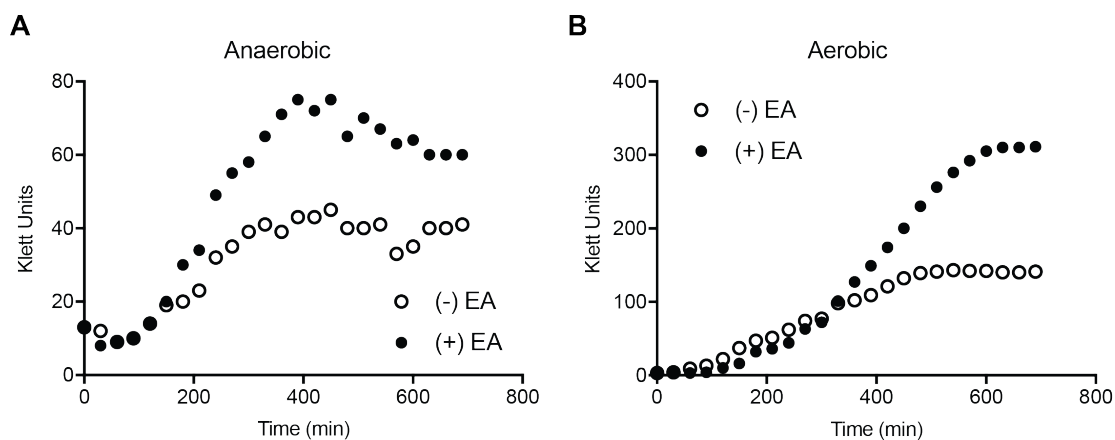 A
Anaerobic
80
60
40
20
0
Klett Units
0 200 400 600 800
Time (min)
(-) EA
(+) EA
B
Aerobic
400
300
200
100
0
Klett Units
0 200 400 600 800
Time (min)
(-) EA
(+) EA